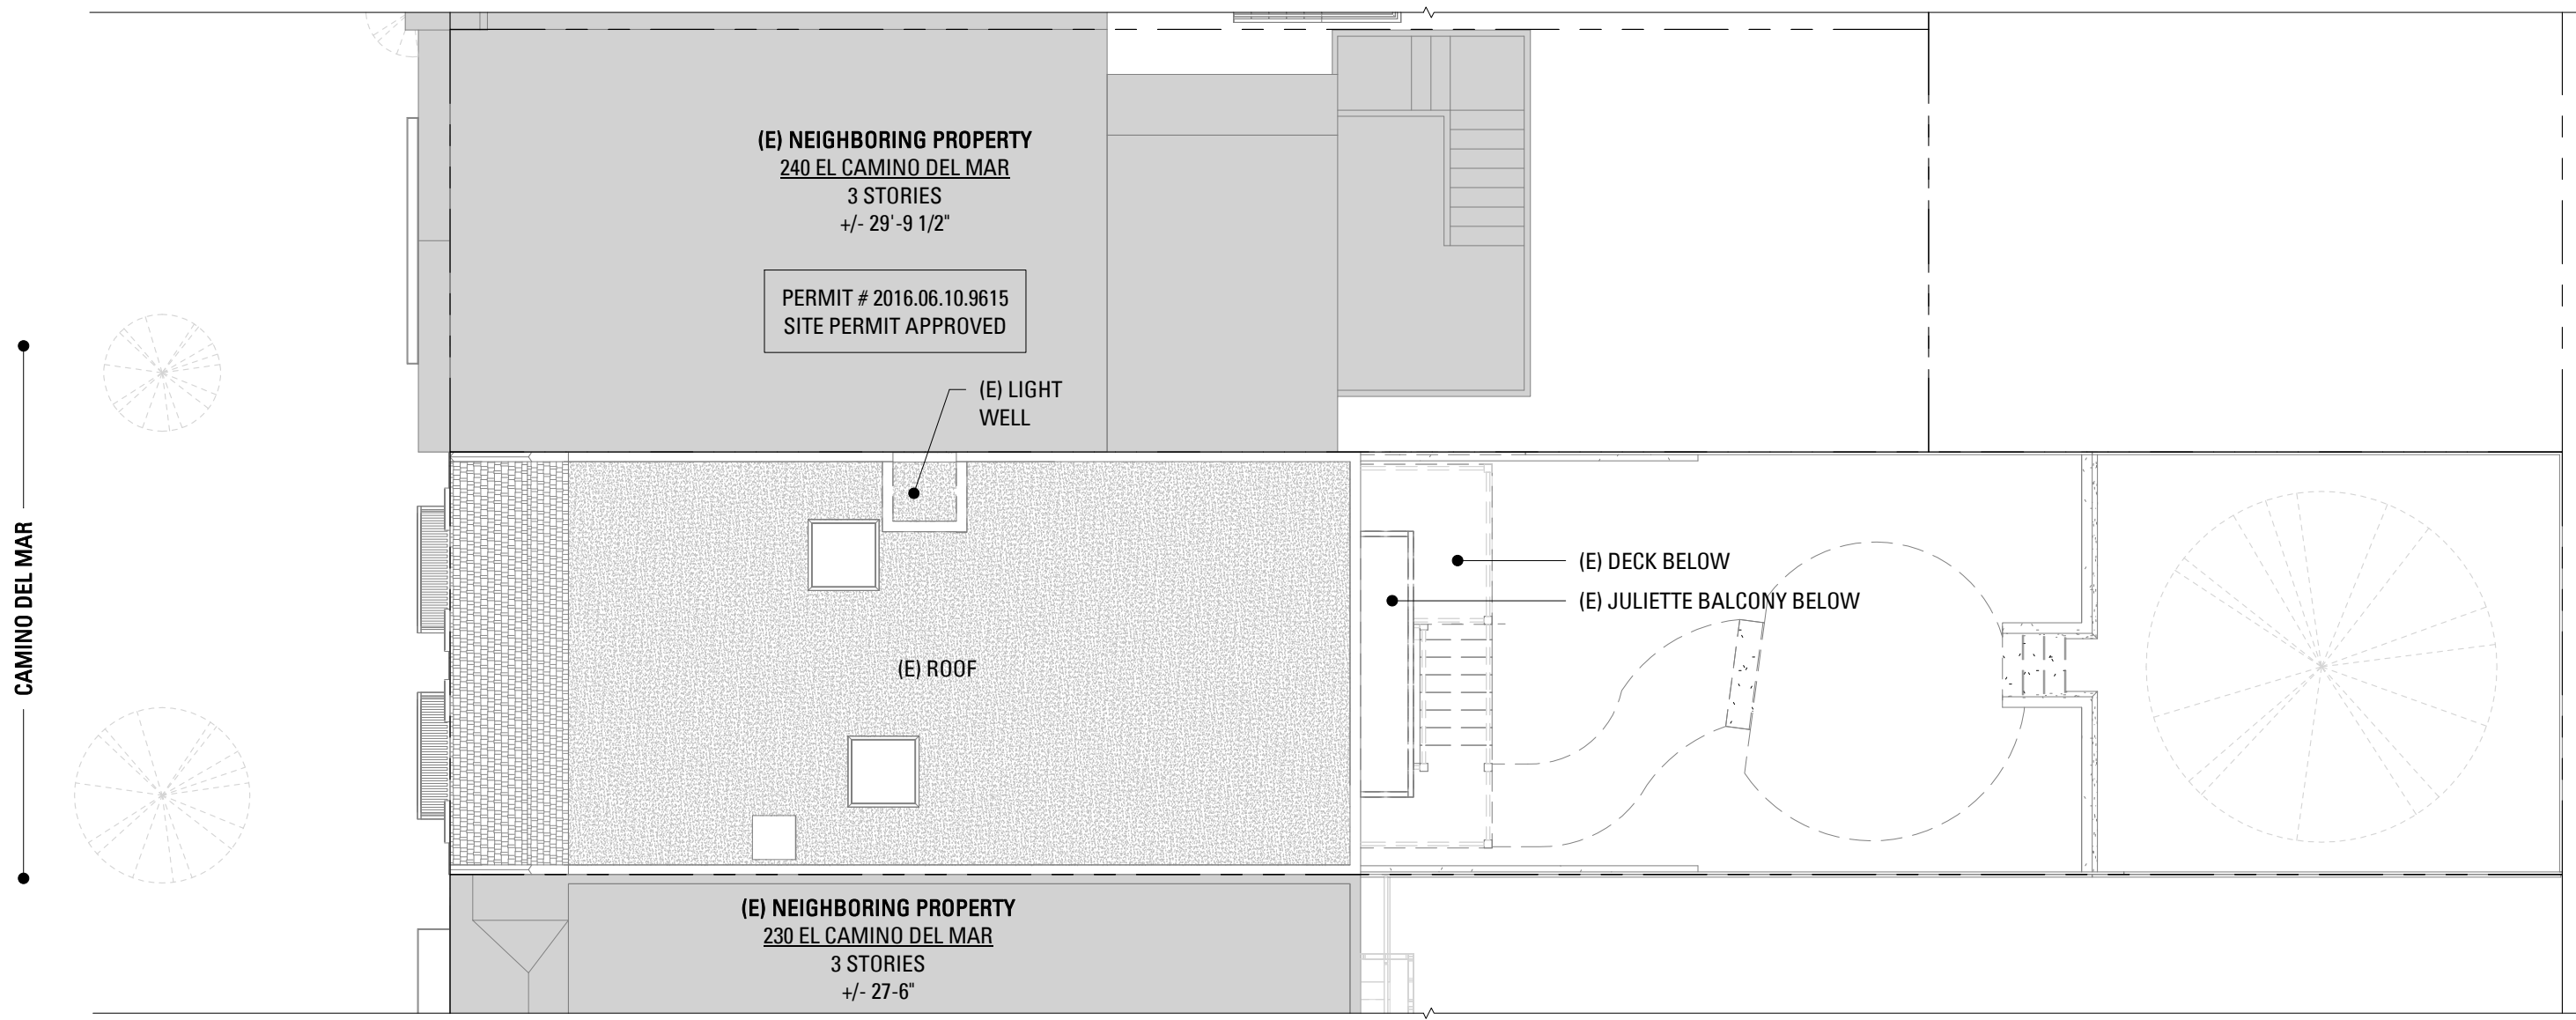 (E) NEIGHBORING PROPERTY
240 EL CAMINO DEL MAR
3 STORIES
+/- 29'-9 1/2"
PERMIT # 2016.06.10.9615
SITE PERMIT APPROVED
(E) LIGHT
WELL
CAMINO DEL MAR
(E) DECK BELOW
(E) JULIETTE BALCONY BELOW
(E) ROOF
(E) NEIGHBORING PROPERTY
230 EL CAMINO DEL MAR
3 STORIES
+/- 27-6"